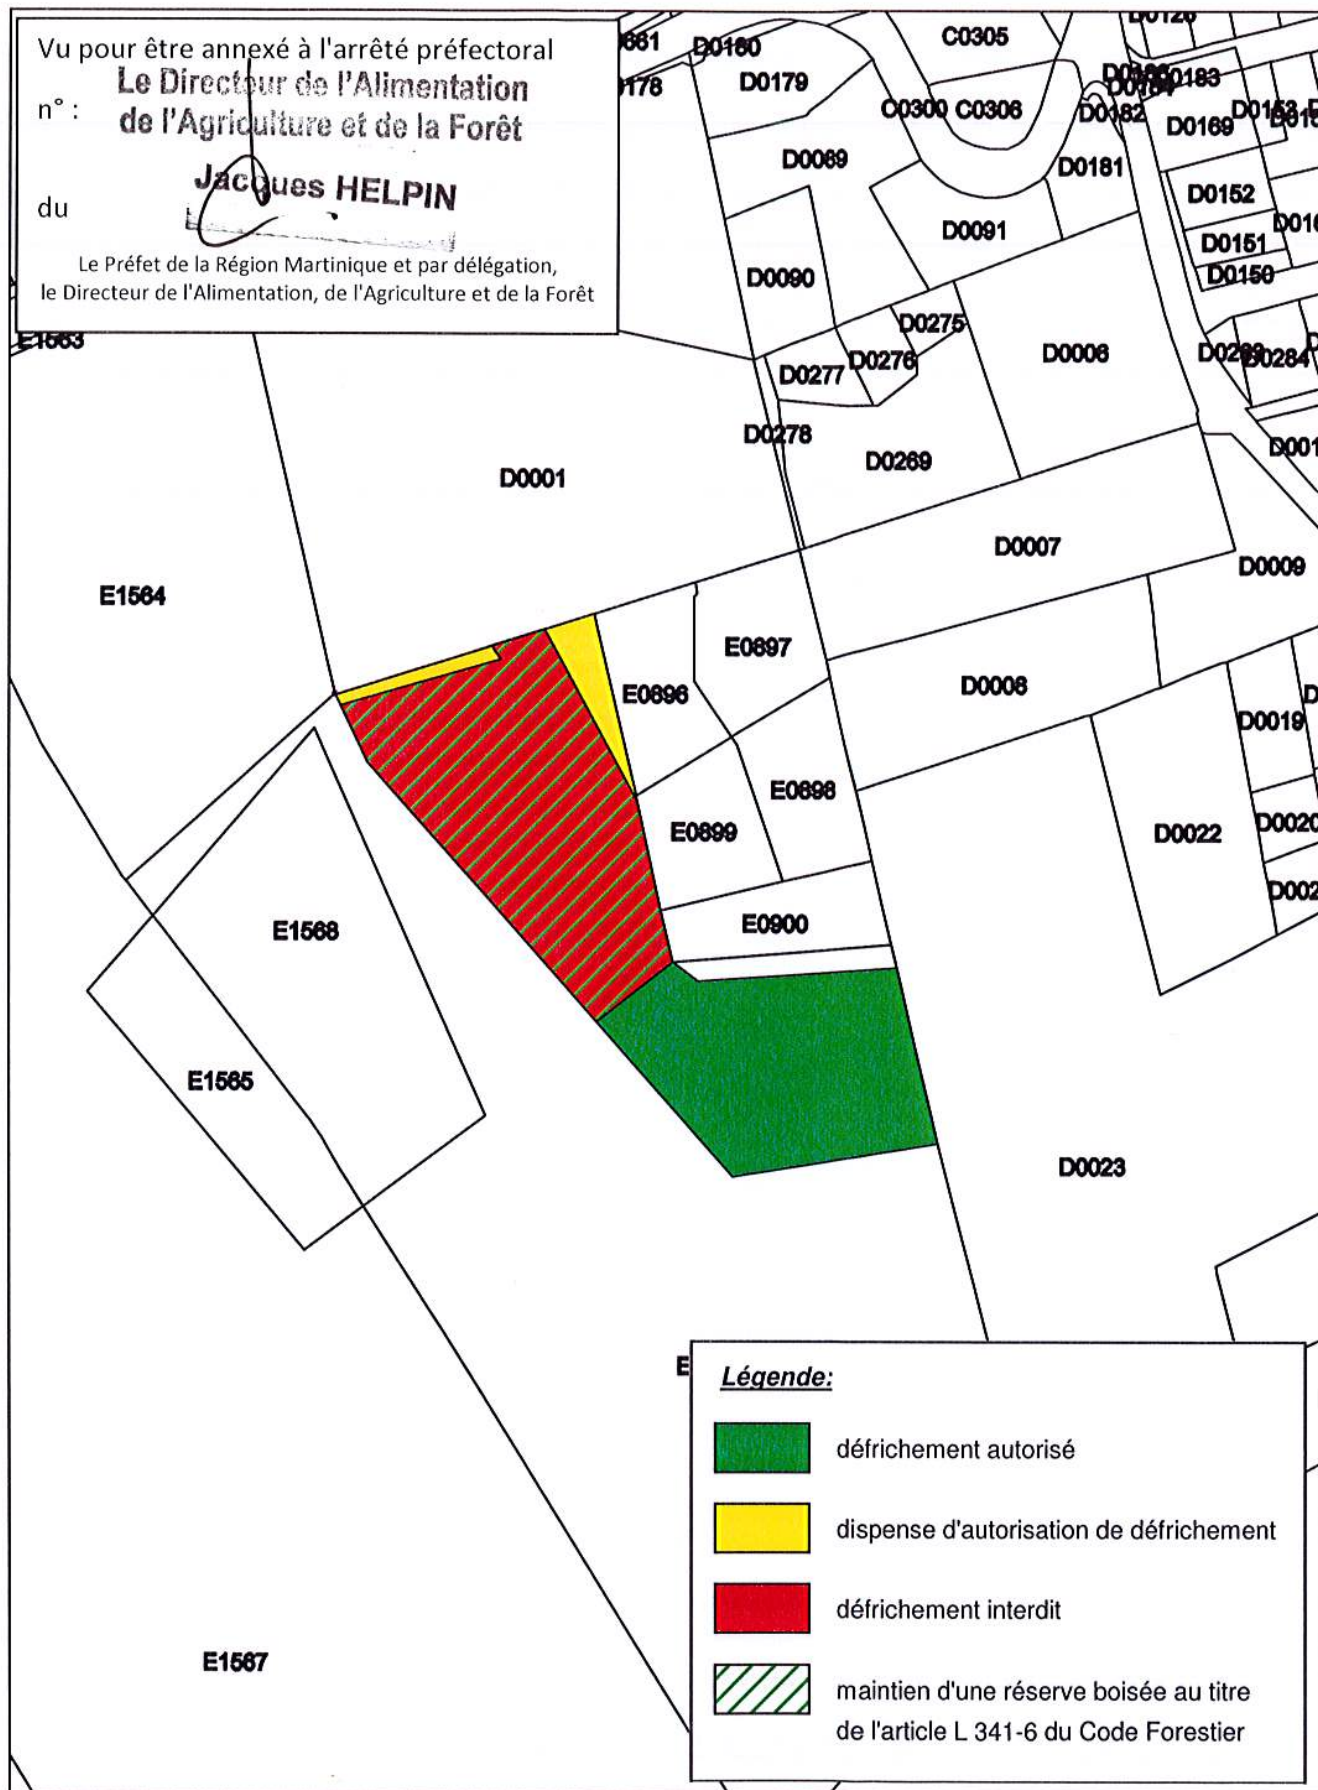 Vu pour être annexé à l'arrêté préfectoral
Le Directeur de l'Alimentation
n° :
de l'Agriculture et de la Forêt
Jacques HELPIN
du
Le Préfet de la Région Martinique et par délégation,
le Directeur de l'Alimentation, de l'Agriculture et de la Forêt
D0180
D0179
C0305
C0300
C0306
D0183
D0182
D0169
D0153
D0089
D0181
D0152
D0091
D0151
D0090
D0150
E1563
D0275
D0276
D0277
D0006
D0284
D0278
D0269
D0001
D0007
D0009
E1564
E0897
E0896
D0008
D0019
E0898
E0899
D0022
D0020
E0900
E1568
E1565
D0023
E1567
Légende:
défrichement autorisé
dispense d'autorisation de défrichement
défrichement interdit
maintien d'une réserve boisée au titre
de l'article L 341-6 du Code Forestier